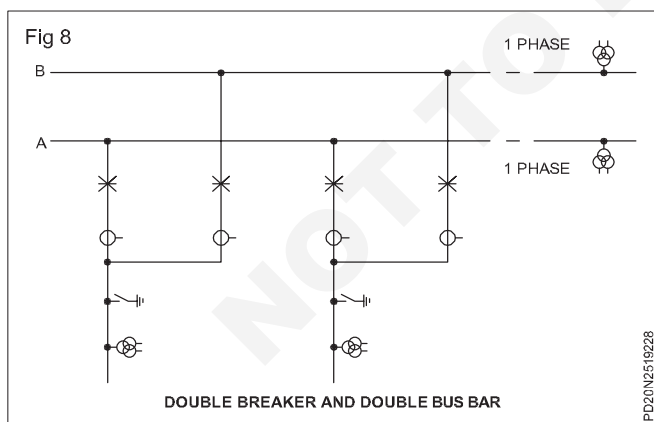 Fig 8
1 PHASE
B
A
1 PHASE
NOT TO
DOUBLE BREAKER AND DOUBLE BUS BAR
PD20N2519228